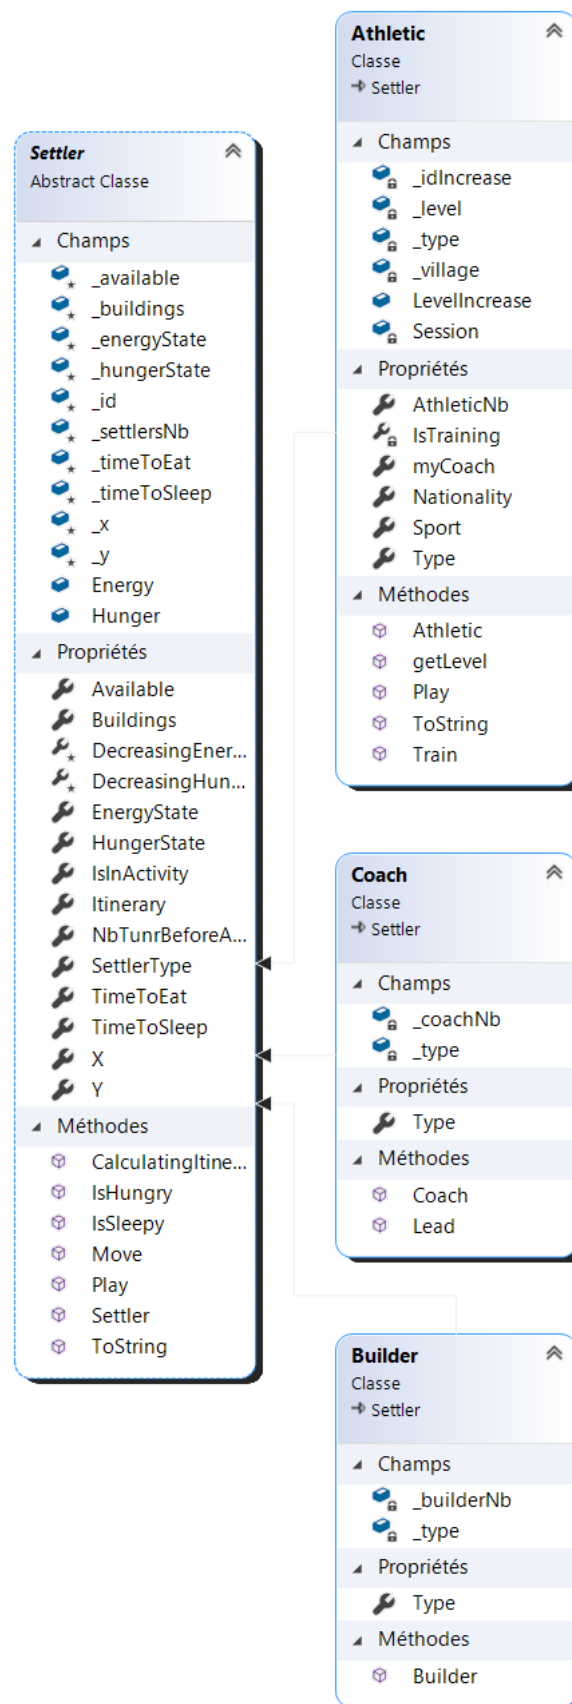 Settler
Abstract Classe
Champs
_available
_buildings
_energyState
_hungerState
_id
_settlersNb
_timeToEat
_timeToSleep
_x
_y
Energy
Hunger
Propriétés
Available
Buildings
DecreasingEner...
DecreasingHun...
EnergyState
HungerState
IsInActivity
Itinerary
NbTunrBeforeA...
SettlerType
TimeToEat
TimeToSleep
X
Y
Méthodes
CalculatingItine...
IsHungry
IsSleepy
Move
Play
Settler
ToString
Athletic
Classe
Settler
Champs
_idIncrease
_level
_type
_village
LevelIncrease
Session
Propriétés
AthleticNb
IsTraining
myCoach
Nationality
Sport
Type
Méthodes
Athletic
getLevel
Play
ToString
Train
Coach
Classe
Settler
Champs
_coachNb
_type
Propriétés
Type
Méthodes
Coach
Lead
Builder
Classe
Settler
Champs
_builderNb
_type
Propriétés
Type
Méthodes
Builder